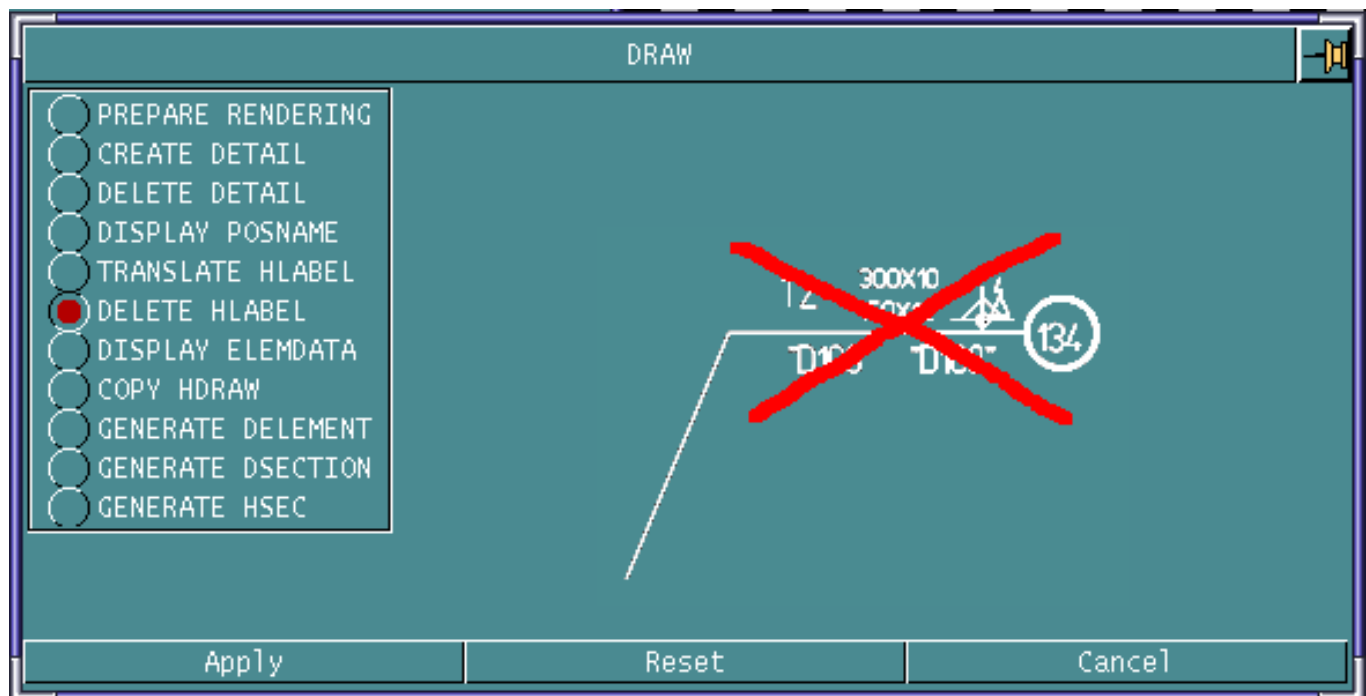 DRAW
PREPARE RENDERING
CREATE DETAIL
DELETE DETAIL
DISPLAY POSNAME
TRANSLATE HLABEL
DELETE HLABEL
DISPLAY ELEMDATA
COPY HDRAW
GENERATE DELEMENT
GENERATE DSECTION
GENERATE HSEC
300X10
134
Apply
Reset
Cancel